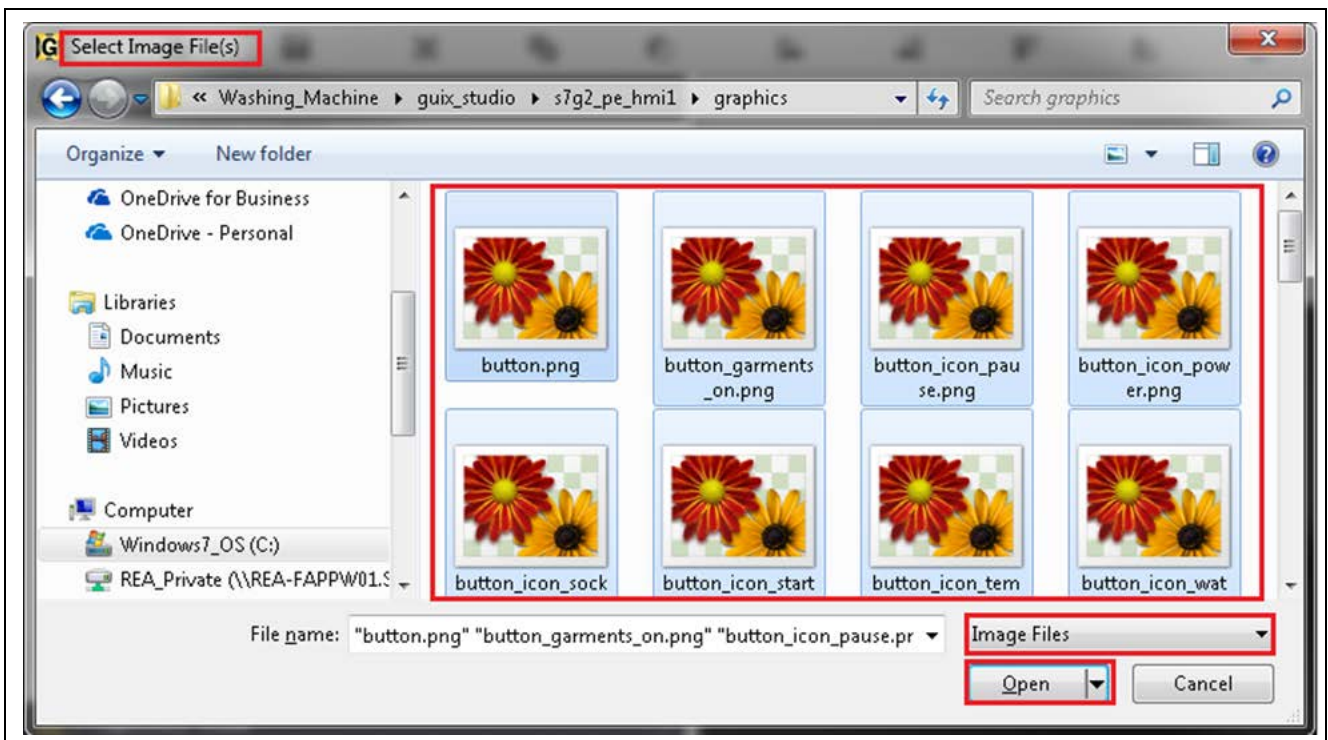 Select Image File(s)
« Washing_Machine ▸ guix_studio ▸ s7g2_pe_hmi1 ▸ graphics
Search graphics
Organize
New folder
OneDrive for Business
OneDrive - Personal
Libraries
Documents
Music
Pictures
Videos
Computer
Windows7_OS (C:)
REA_Private (\\REA-FAPPW01.S
button.png
button_garments
_on.png
button_icon_pau
se.png
button_icon_pow
er.png
button_icon_sock
button_icon_start
button_icon_tem
button_icon_wat
File name:
"button.png" "button_garments_on.png" "button_icon_pause.pr
Image Files
Open
Cancel